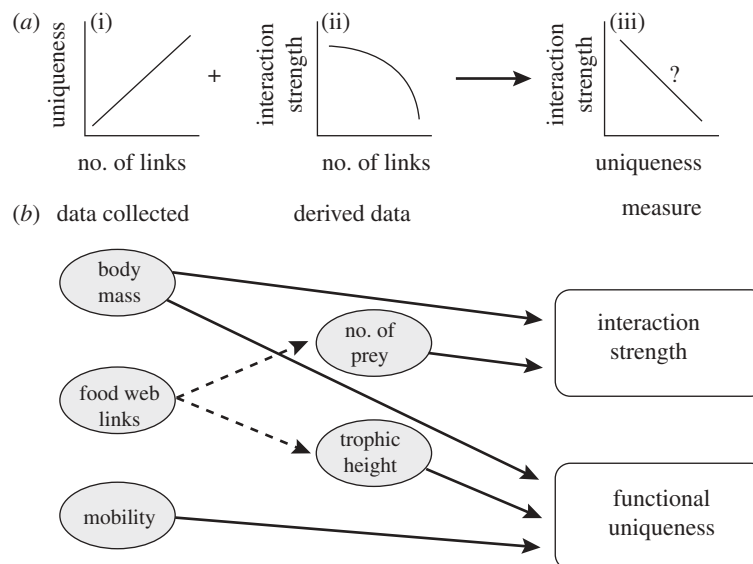 (a) (i) (ii) (iii)
uniqueness
+
interaction
strength
interaction
strength
?
no. of links
no. of links
uniqueness
measure
(b) data collected
derived data
body
mass
no. of
prey
interaction
strength
food web
links
trophic
height
mobility
functional
uniqueness